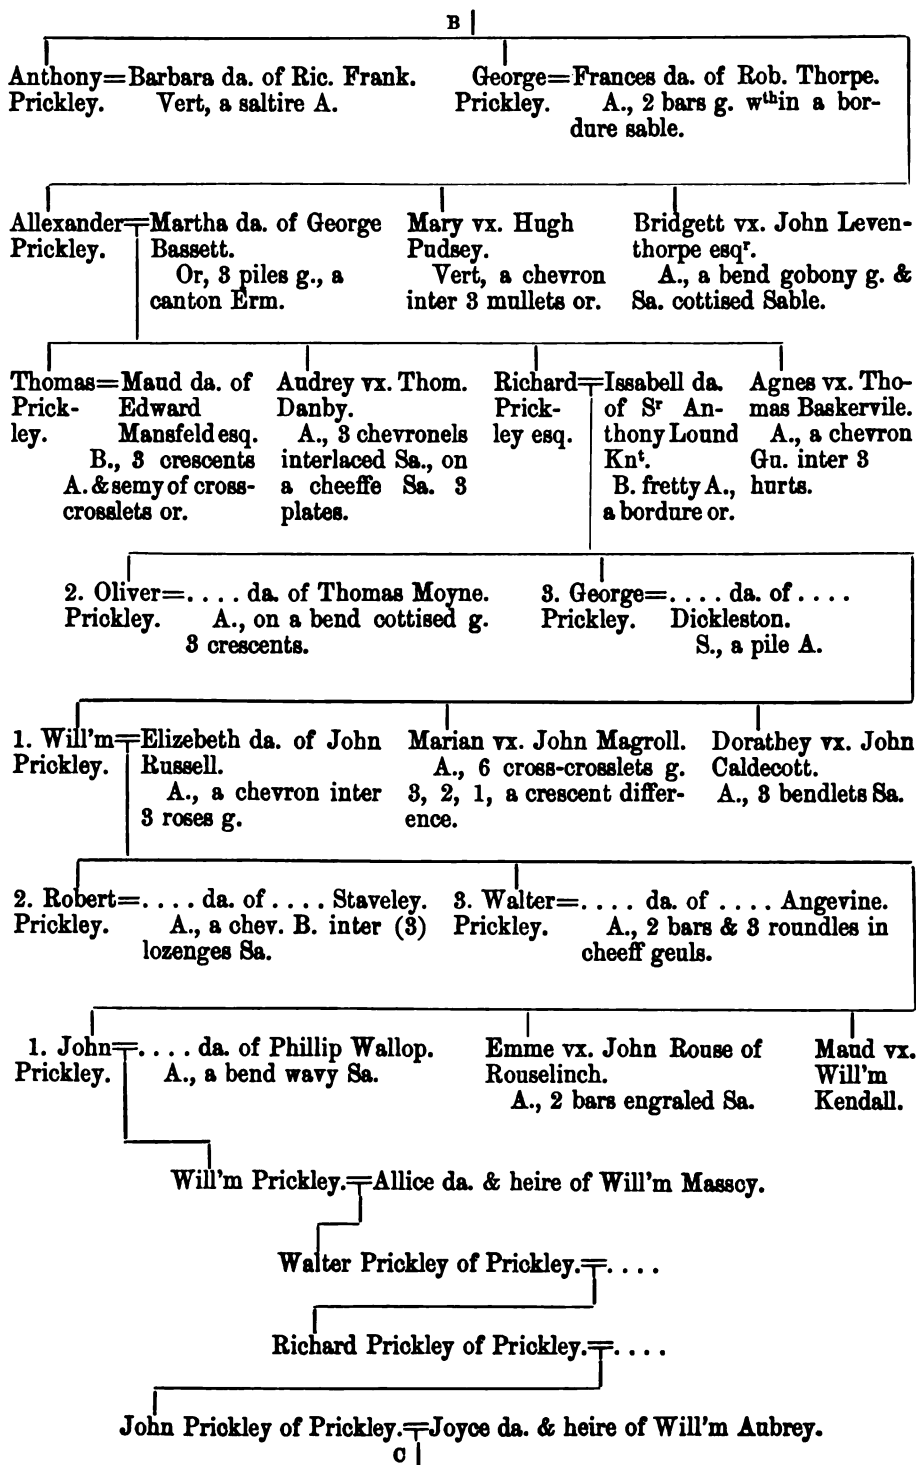 B
Anthony=Barbara da. of Ric. Frank.
Prickley. Vert, a saltire A.
George=Frances da. of Rob. Thorpe.
Prickley. A., 2 bars g. wthin a bor-
dure sable.
Allexander=Martha da. of George
Prickley. Bassett.
Or, 3 piles g., a
canton Erm.
Mary vx. Hugh
Pudsey.
Vert, a chevron
inter 3 mullets or.
Bridgett vx. John Leven-
thorpe esqr.
A., a bend gobony g. &
Sa. cottised Sable.
Thomas=Maud da. of
Prick- Edward
ley. Mansfeld esq.
B., 3 crescents
A. & semy of cross-
crosslets or.
Audrey vx. Thom.
Danby.
A., 3 chevronels
interlaced Sa., on
a cheeffe Sa. 3
plates.
Richard=Issabell da.
Prick- of Sr An-
ley esq. thony Lound
Knt.
B. fretty A.,
a bordure or.
Agnes vx. Tho-
mas Baskervile.
A., a chevron
Gu. inter 3
hurts.
2. Oliver=.... da. of Thomas Moyne.
Prickley. A., on a bend cottised g.
3 crescents.
3. George=.... da. of ....
Prickley. Dickleston.
S., a pile A.
1. Will'm=Elizebeth da. of John
Prickley. Russell.
A., a chevron inter
3 roses g.
Marian vx. John Magroll.
A., 6 cross-crosslets g.
3, 2, 1, a crescent differ-
ence.
Dorathey vx. John
Caldecott.
A., 3 bendlets Sa.
2. Robert=.... da. of .... Staveley.
Prickley. A., a chev. B. inter (3)
lozenges Sa.
3. Walter=.... da. of .... Angevine.
Prickley. A., 2 bars & 3 roundles in
cheeff geuls.
1. John=.... da. of Phillip Wallop.
Prickley. A., a bend wavy Sa.
Emme vx. John Rouse of
Rouselinch.
A., 2 bars engraled Sa.
Maud vx.
Will'm
Kendall.
Will'm Prickley.=Allice da. & heire of Will'm Massoy.
Walter Prickley of Prickley.=....
Richard Prickley of Prickley.=....
John Prickley of Prickley.=Joyce da. & heire of Will'm Aubrey.
C